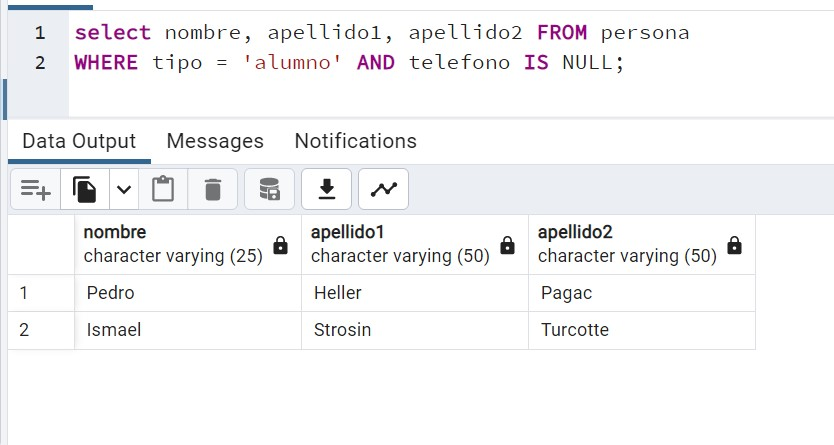 1 select nombre, apellido1, apellido2 FROM persona
2 WHERE tipo = 'alumno' AND telefono IS NULL;
Data Output Messages Notifications
nombre apellido1 apellido2
character varying (25) character varying (50) character varying (50)
1 Pedro Heller Pagac
2 Ismael Strosin Turcotte